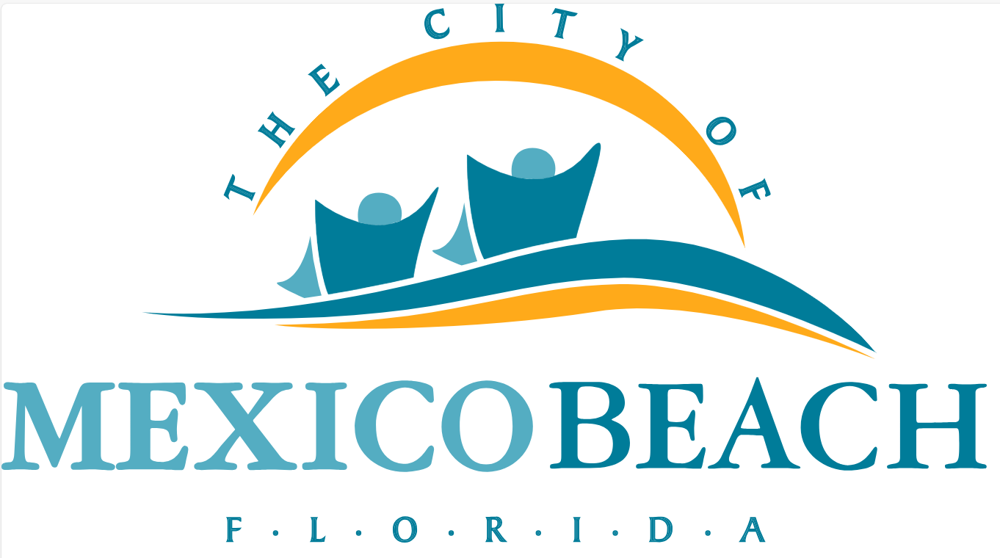 THE CITY OF
MEXICO BEACH
F·L·O·R·I·D·A